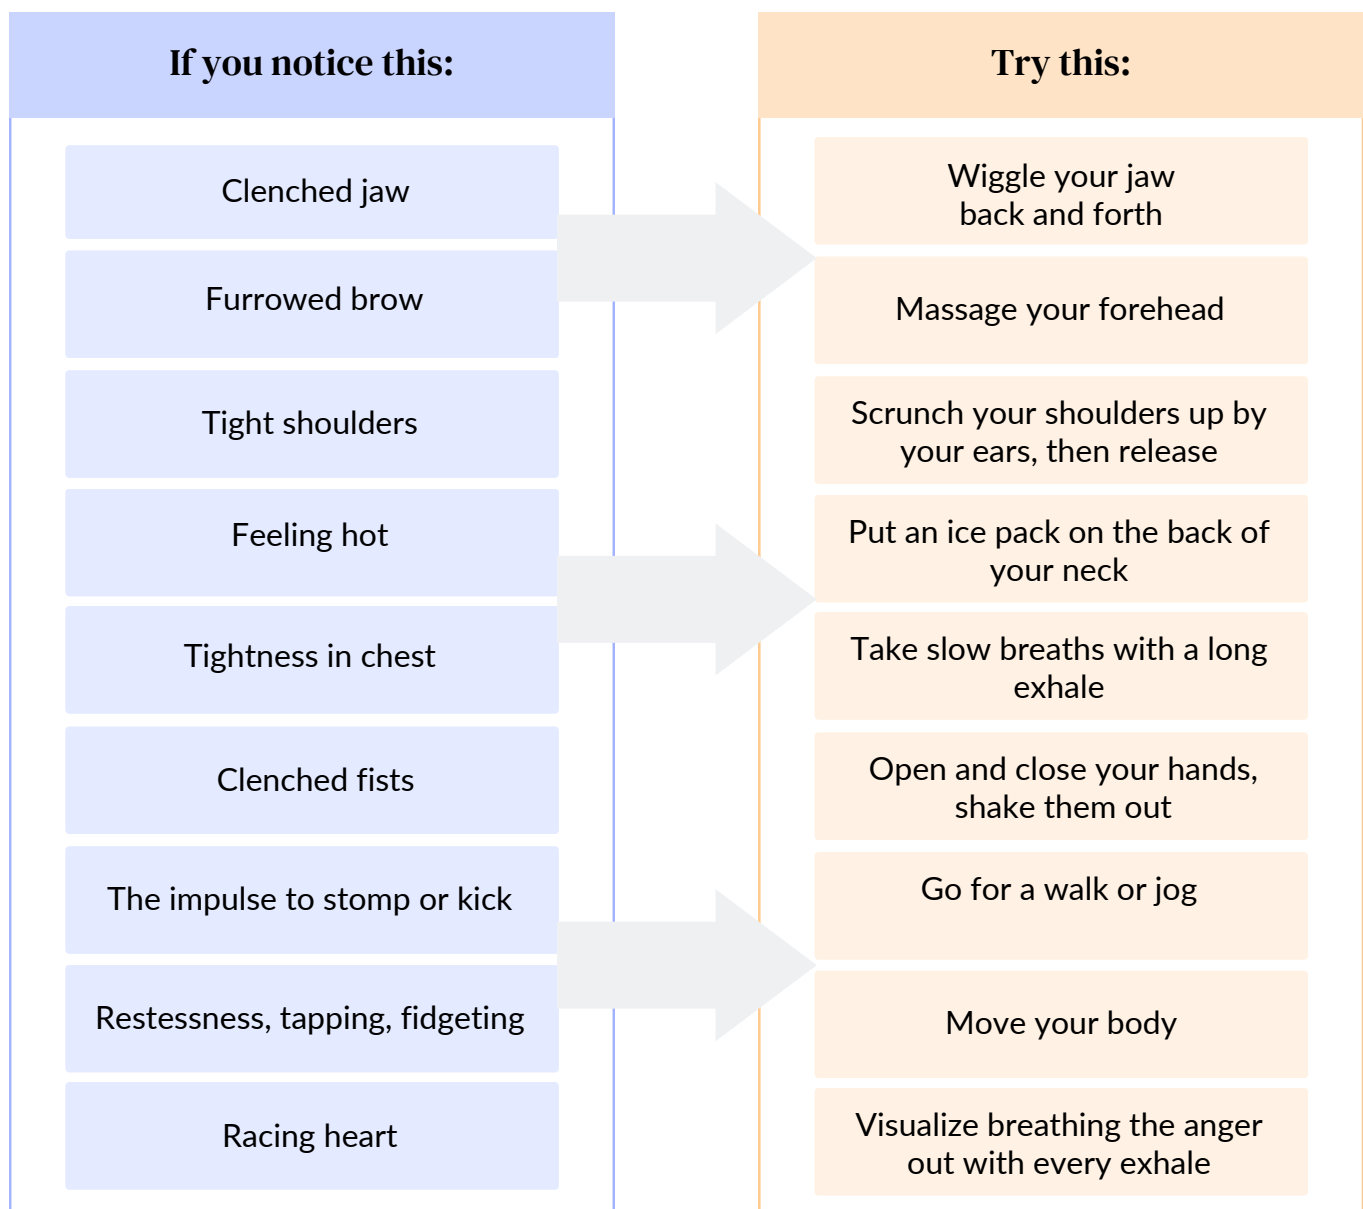 If you notice this:
Clenched jaw
Furrowed brow
Tight shoulders
Feeling hot
Tightness in chest
Clenched fists
The impulse to stomp or kick
Restessness, tapping, fidgeting
Racing heart
Try this:
Wiggle your jaw
back and forth
Massage your forehead
Scrunch your shoulders up by
your ears, then release
Put an ice pack on the back of
your neck
Take slow breaths with a long
exhale
Open and close your hands,
shake them out
Go for a walk or jog
Move your body
Visualize breathing the anger
out with every exhale